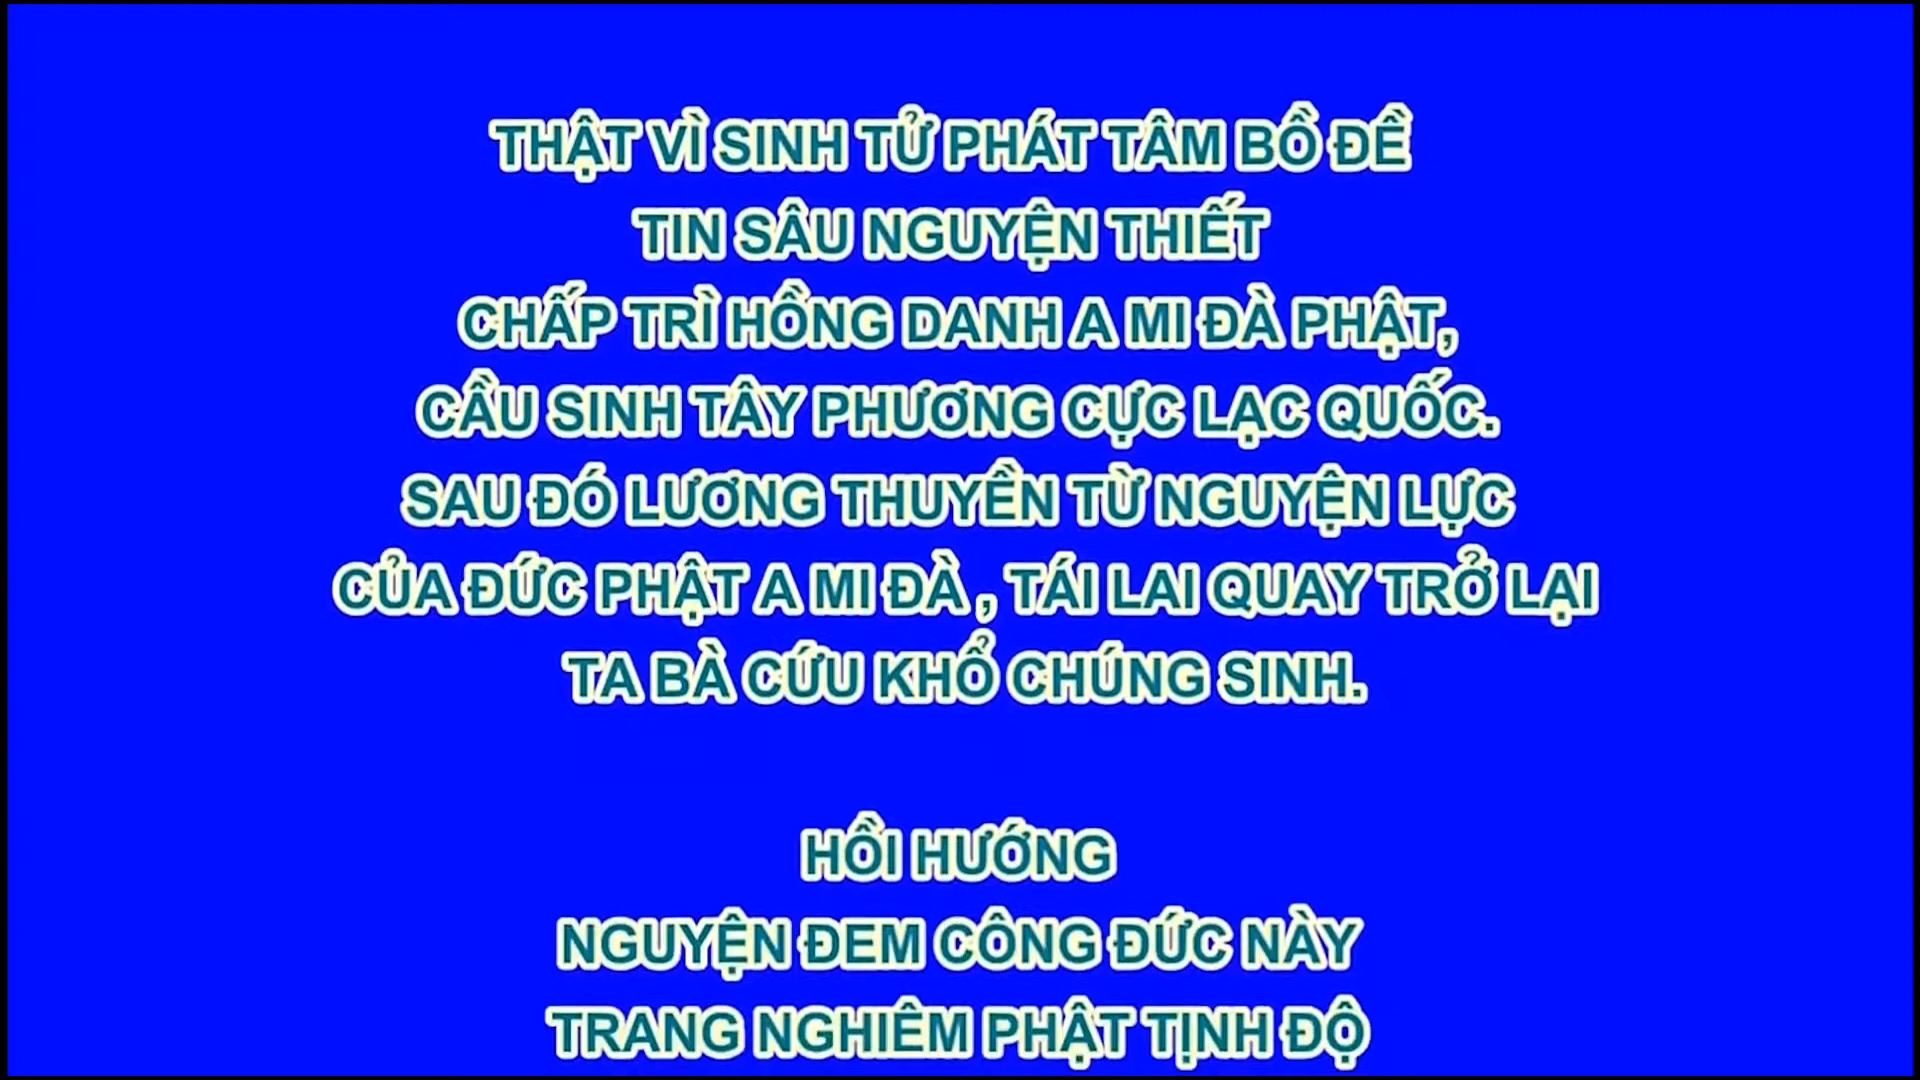 THẬT VÌ SINH TỬ PHÁT TÂM BỒ ĐỀ
TIN SÂU NGUYỆN THIẾT
CHẤP TRÌ HỒNG DANH A MI ĐÀ PHẬT,
CẦU SINH TÂY PHƯƠNG CỰC LẠC QUỐC.
SAU ĐÓ LƯƠNG THUYỀN TỪ NGUYỆN LỰC
CỦA ĐỨC PHẬT A MI ĐÀ , TÁI LAI QUAY TRỞ LẠI
TA BÀ CỨU KHỔ CHÚNG SINH.
HỒI HƯỚNG
NGUYỆN ĐEM CÔNG ĐỨC NÀY
TRANG NGHIÊM PHẬT TỊNH ĐỘ